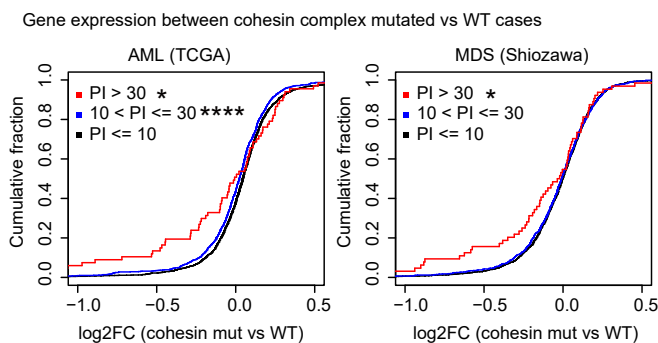 Gene expression between cohesin complex mutated vs WT cases
AML (TCGA)
Cumulative fraction
1.0
0.8
0.6
0.4
0.2
0.0
PI > 30 *
10 < PI <= 30 ****
PI <= 10
−1.0
−0.5
0.0
0.5
log2FC (cohesin mut vs WT)
MDS (Shiozawa)
Cumulative fraction
1.0
0.8
0.6
0.4
0.2
0.0
PI > 30 *
10 < PI <= 30
PI <= 10
−1.0
−0.5
0.0
0.5
log2FC (cohesin mut vs WT)